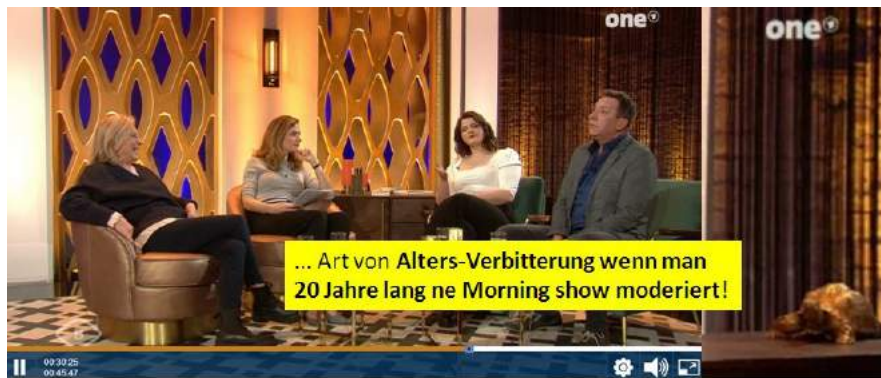 one
one
... Art von Alters-Verbitterung wenn man
20 Jahre lang ne Morning show moderiert!
00:30:25
00:45:47